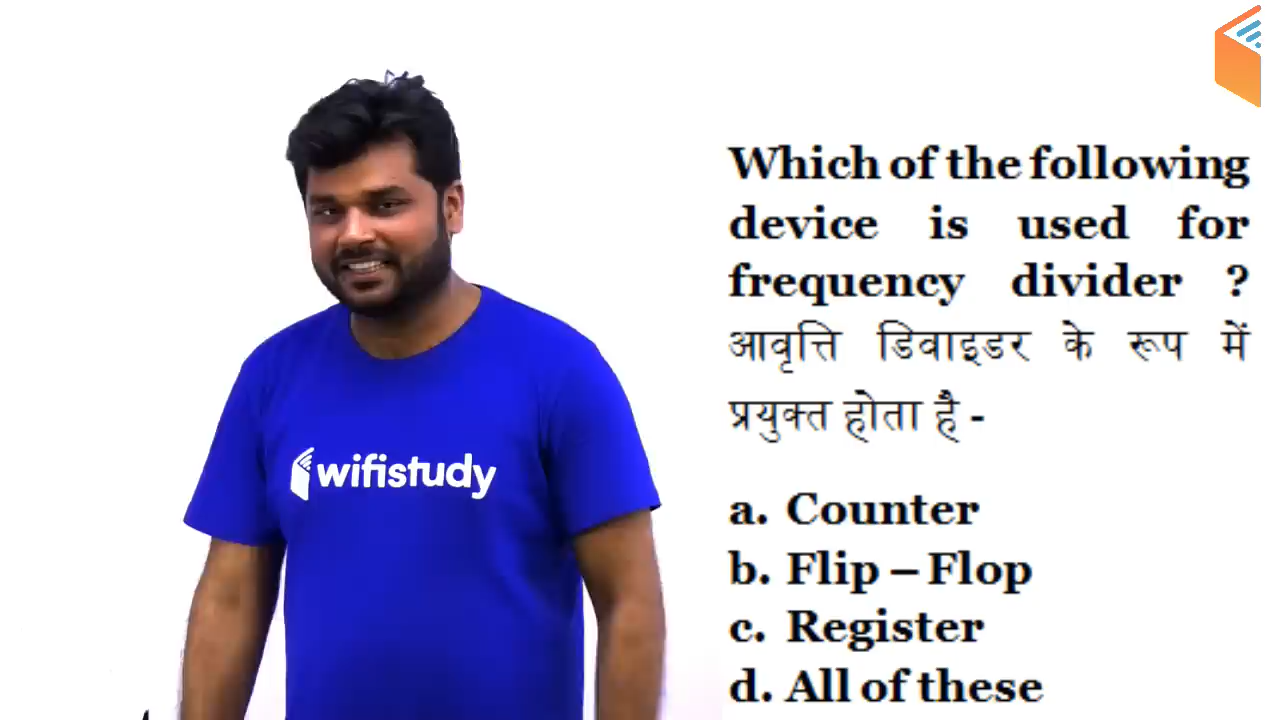 wifistudy
Which of the following
device is used for
frequency divider ?
आवृत्ति डिवाइडर के रूप में
प्रयुक्त होता है -
a. Counter
b. Flip – Flop
c. Register
d. All of these